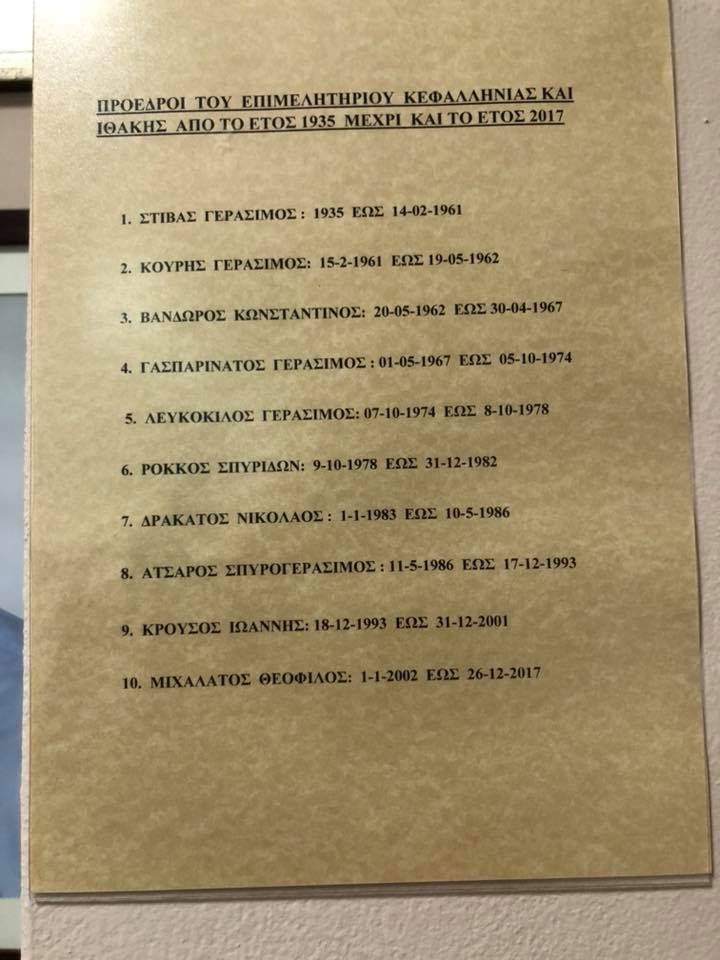 ΠΡΟΕΔΡΟΙ ΤΟΥ ΕΠΙΜΕΛΗΤΗΡΙΟΥ ΚΕΦΑΛΛΗΝΙΑΣ ΚΑΙ
ΙΘΑΚΗΣ ΑΠΟ ΤΟ ΕΤΟΣ 1935 ΜΕΧΡΙ ΚΑΙ ΤΟ ΕΤΟΣ 2017
1. ΣΤΙΒΑΣ ΓΕΡΑΣΙΜΟΣ : 1935 ΕΩΣ 14-02-1961
2. ΚΟΥΡΗΣ ΓΕΡΑΣΙΜΟΣ: 15-2-1961 ΕΩΣ 19-05-1962
3. ΒΑΝΔΩΡΟΣ ΚΩΝΣΤΑΝΤΙΝΟΣ: 20-05-1962 ΕΩΣ 30-04-1967
4. ΓΑΣΠΑΡΙΝΑΤΟΣ ΓΕΡΑΣΙΜΟΣ : 01-05-1967 ΕΩΣ 05-10-1974
5. ΛΕΥΚΟΚΙΛΟΣ ΓΕΡΑΣΙΜΟΣ: 07-10-1974 ΕΩΣ 8-10-1978
6. ΡΟΚΚΟΣ ΣΠΥΡΙΔΩΝ: 9-10-1978 ΕΩΣ 31-12-1982
7. ΔΡΑΚΑΤΟΣ ΝΙΚΟΛΑΟΣ : 1-1-1983 ΕΩΣ 10-5-1986
8. ΑΤΣΑΡΟΣ ΣΠΥΡΟΓΕΡΑΣΙΜΟΣ : 11-5-1986 ΕΩΣ 17-12-1993
9. ΚΡΟΥΣΟΣ ΙΩΑΝΝΗΣ: 18-12-1993 ΕΩΣ 31-12-2001
10. ΜΙΧΑΛΑΤΟΣ ΘΕΟΦΙΛΟΣ: 1-1-2002 ΕΩΣ 26-12-2017